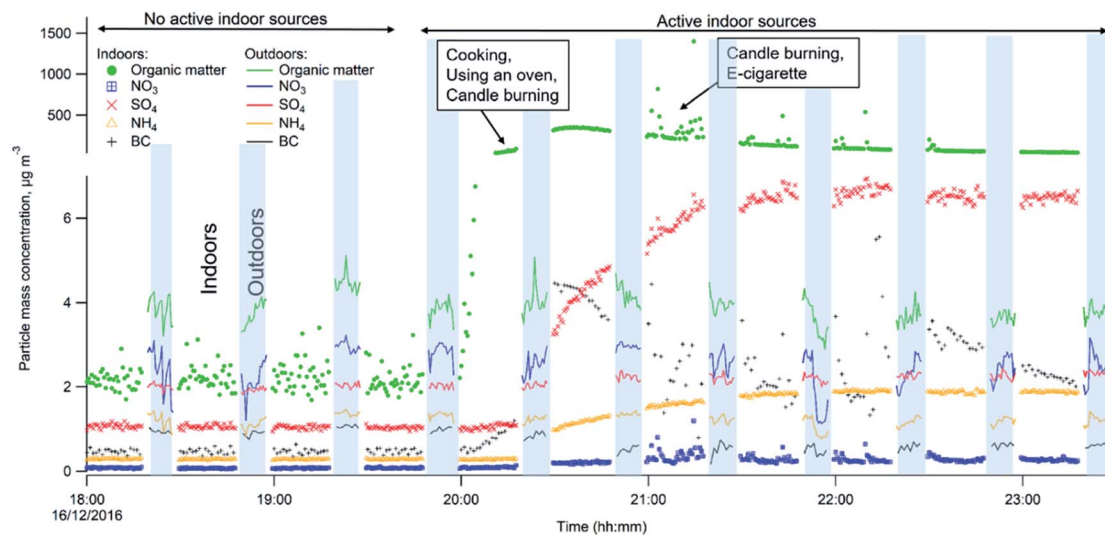 No active indoor sources
Active indoor sources
1500
1000
500
6
4
2
0
Particle mass concentration, µg m⁻³
Indoors:
Organic matter
NO₃
SO₄
NH₄
BC
Outdoors:
Organic matter
NO₃
SO₄
NH₄
BC
Cooking,
Using an oven,
Candle burning
Candle burning,
E-cigarette
Indoors
Outdoors
18:00
19:00
20:00
21:00
22:00
23:00
16/12/2016
Time (hh:mm)